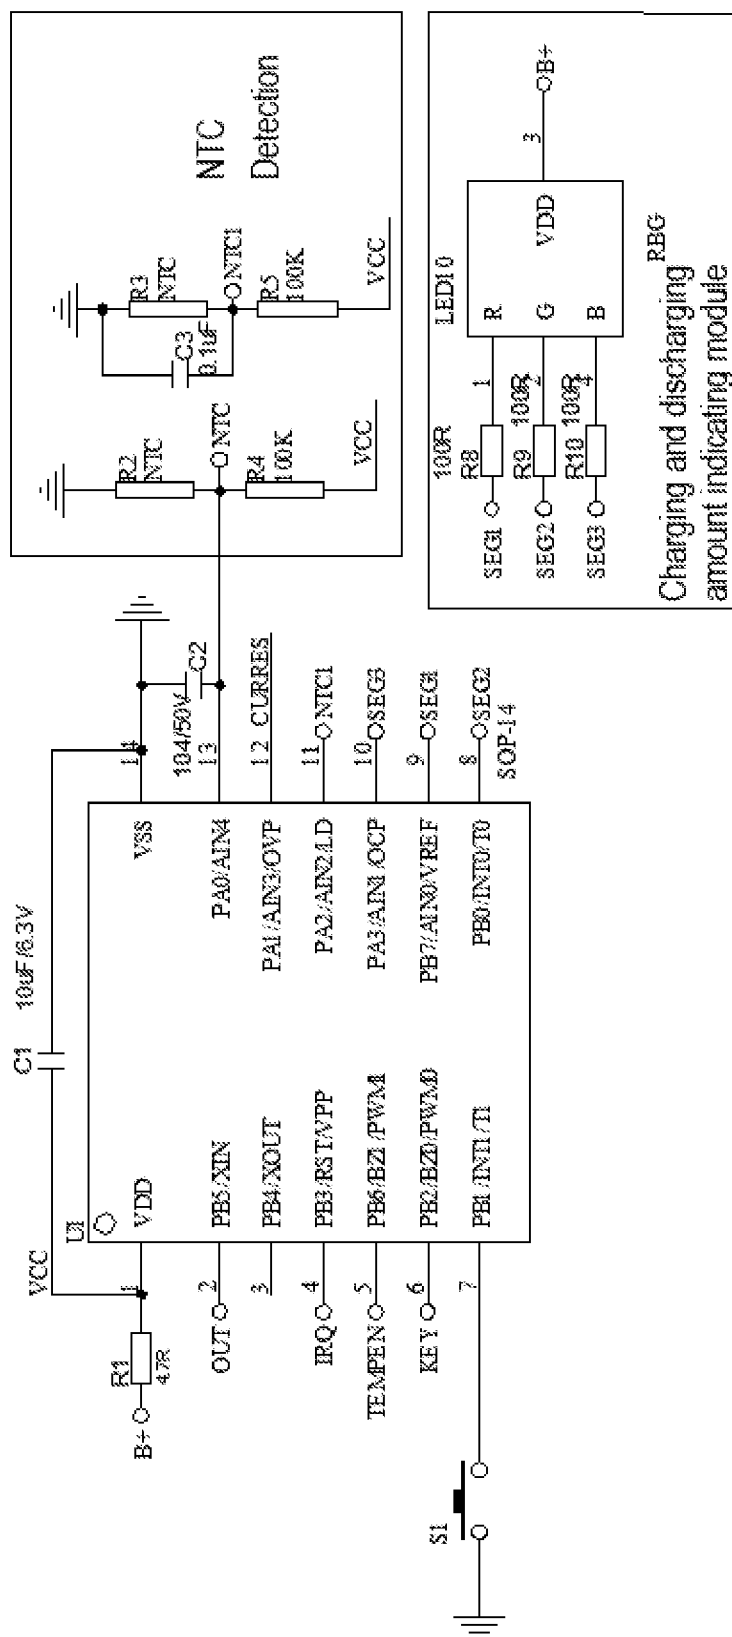 B+
R1
47R
VCC
C1
10uF/6.3V
U1
1
VDD
OUT
2
PB5/XIN
3
PB4/XOUT
IRQ
4
PB3/RST/VPP
TEMPEN
5
PB6/BZ1/PWM1
KEY
6
PB2/BZ0/PWM0
7
PB1/INT1/T1
S1
VSS
14
PA0/AIN4
13
104/50V
C2
PA1/AIN3/OVP
12
CURRES
PA2/AIN2/LD
11
NTC1
PA3/AIN1/OCP
10
SEG3
PB7/AIN0/VREF
9
SEG1
PB0/INT0/T0
8
SEG2
SOP-14
R2
NTC
NTC
R4
100K
VCC
C3
0.1uF
R3
NTC
NTC1
R5
100K
VCC
NTC
Detection
SEG1
R8
100R
1
R
SEG2
R9
100R
2
G
SEG3
R10
100R
4
B
LED10
VDD
3
B+
RBG
Charging and discharging
amount indicating module